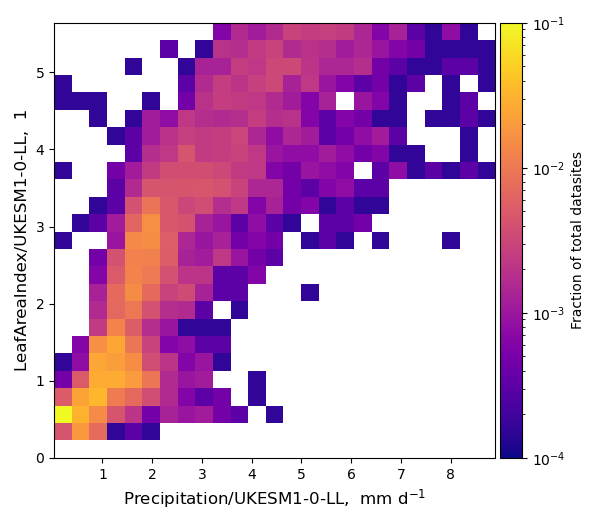 LeafAreaIndex/UKESM1-0-LL,  1
5
4
3
2
1
0
1 2 3 4 5 6 7 8
Precipitation/UKESM1-0-LL,  mm d⁻¹
10⁻¹
10⁻²
10⁻³
10⁻⁴
Fraction of total datasites